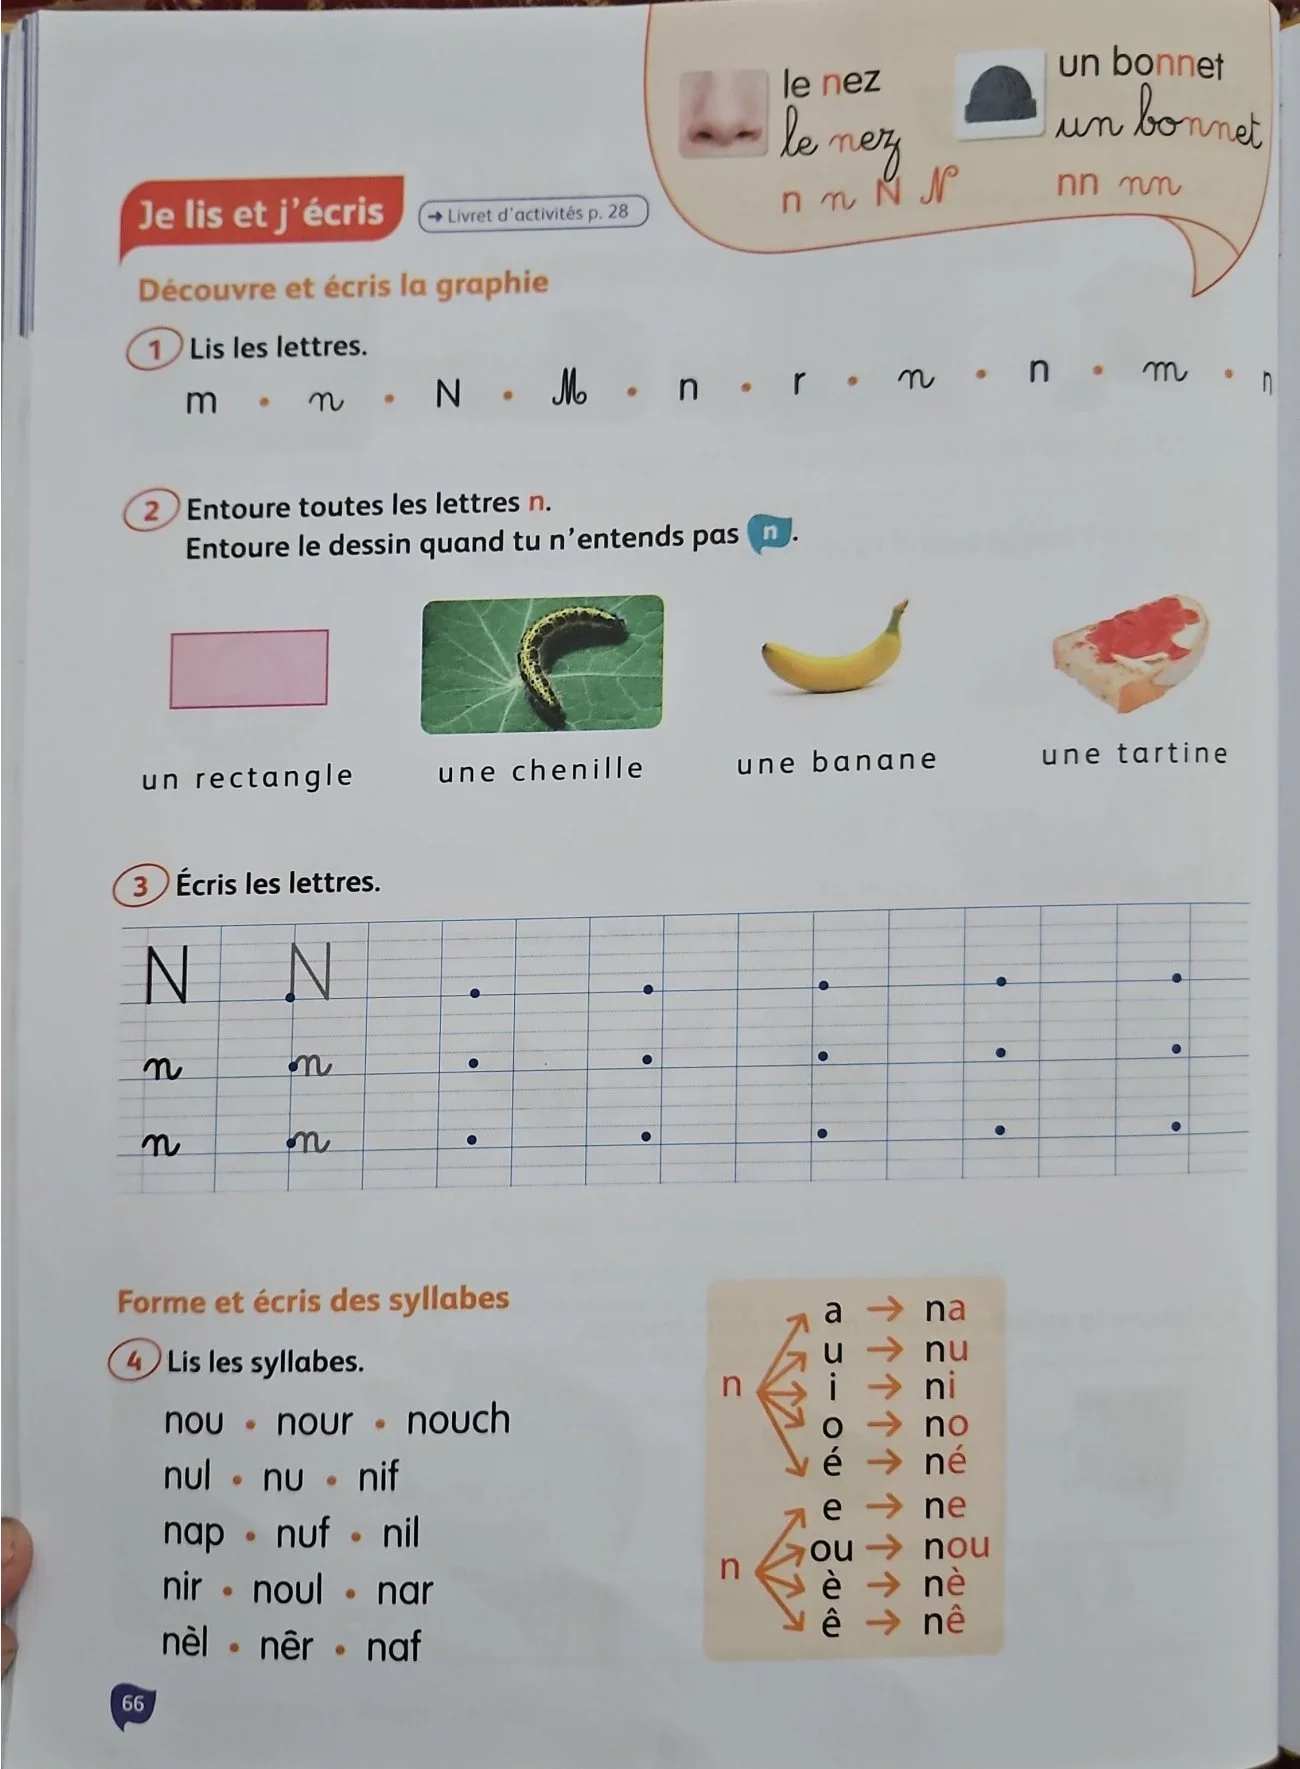 le nez
le nez
n n N N
un bonnet
un bonnet
nn nn
Je lis et j'écris
→ Livret d'activités p. 28
Découvre et écris la graphie
1 Lis les lettres.
m • n • N • M • n • r • n • n • m • n
2 Entoure toutes les lettres n.
Entoure le dessin quand tu n'entends pas n.
un rectangle
une chenille
une banane
une tartine
3 Écris les lettres.
N N
n n
n n
Forme et écris des syllabes
4 Lis les syllabes.
nou • nour • nouch
nul • nu • nif
nap • nuf • nil
nir • noul • nar
nèl • nêr • naf
n
a → na
u → nu
i → ni
o → no
é → né
n
e → ne
ou → nou
è → nè
ê → nê
66